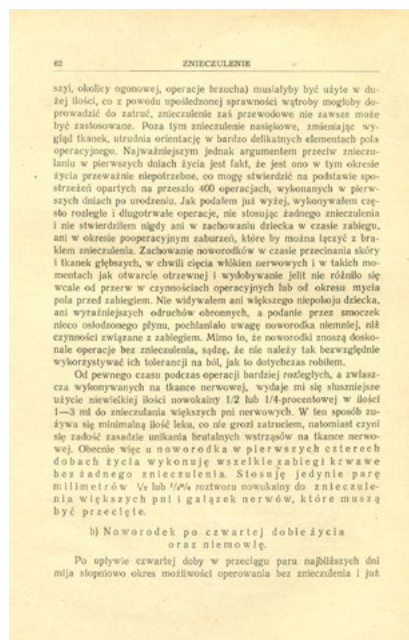 62 ZNIECZULENIE
szyi, okolicy ogonowej, operacje brzucha) musiałyby być użyte w du-
żej ilości, co z powodu upośledzonej sprawności wątroby mogłoby do-
prowadzić do zatruć, znieczulenie zaś przewodowe nie zawsze może
być zastosowane. Poza tym znieczulenie nasiękowe, zmieniając wy-
gląd tkanek, utrudnia orientację w bardzo delikatnych elementach pola
operacyjnego. Najważniejszym jednak argumentem przeciw znieczu-
laniu w pierwszych dniach życia jest fakt, że jest ono w tym okresie
życia przeważnie niepotrzebne, co mogę stwierdzić na podstawie spo-
strzeżeń opartych na przeszło 400 operacjach, wykonanych w pierw-
szych dniach po urodzeniu. Jak podałem już wyżej, wykonywałem czę-
sto rozległe i długotrwałe operacje, nie stosując żadnego znieczulenia
i nie stwierdziłem nigdy ani w zachowaniu dziecka w czasie zabiegu,
ani w okresie pooperacyjnym zaburzeń, które by można łączyć z bra-
kiem znieczulenia. Zachowanie noworodków w czasie przecinania skóry
i tkanek głębszych, w chwili cięcia włókien nerwowych i w takich mo-
mentach jak otwarcie otrzewnej i wydobywanie jelit nie różniło się
wcale od przerw w czynnościach operacyjnych lub od okresu mycia
pola przed zabiegiem. Nie widywałem ani większego niepokoju dziecka,
ani wyraźniejszych odruchów obronnych, a podanie przez smoczek
nieco osłodzonego płynu, pochłaniało uwagę noworodka niemniej, niż
czynności związane z zabiegiem. Mimo to, że noworodki znoszą dosko-
nale operacje bez znieczulenia, sądzę, że nie należy tak bezwzględnie
wykorzystywać ich tolerancji na ból, jak to dotychczas robiłem.
Od pewnego czasu podczas operacji bardziej rozległych, a zwłasz-
cza wykonywanych na tkance nerwowej, wydaje mi się słuszniejsze
użycie niewielkiej ilości nowokainy 1/2 lub 1/4-procentowej w ilości
1—3 ml do znieczulania większych pni nerwowych. W ten sposób zu-
żywa się minimalną ilość leku, co nie grozi zatruciem, natomiast czyni
się zadość zasadzie unikania brutalnych wstrząsów na tkance nerwo-
wej. Obecnie więc u noworodka w pierwszych czterech
dobach życia wykonuję wszelkie zabiegi krwawe
bez żadnego znieczulenia. Stosuję jedynie parę
milimetrów ½ lub ¼% roztworu nowokainy do znieczule-
nia większych pni i gałązek nerwów, które muszą
być przecięte.
b) Noworodek po czwartej dobie życia
oraz niemowlę.
Po upływie czwartej doby w przeciągu paru najbliższych dni
mija stopniowo okres możliwości operowania bez znieczulenia i już